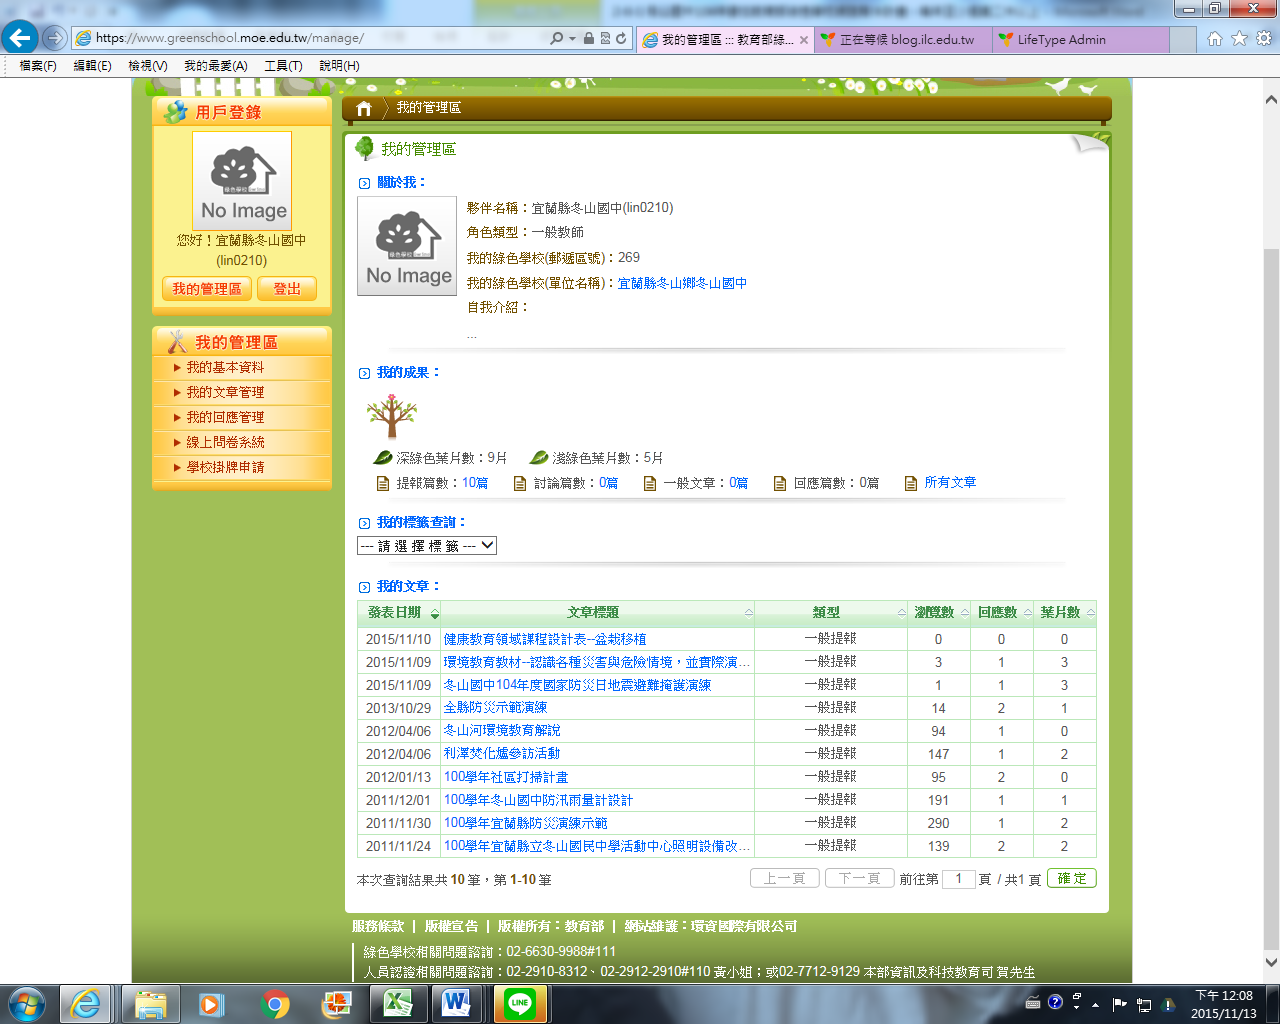 https://www.greenschool.moe.edu.tw/manage/
我的管理區 ::: 教育部綠...
正在等候 blog.ilc.edu.tw
LifeType Admin
檔案(F) 編輯(E) 檢視(V) 我的最愛(A) 工具(T) 說明(H)
用戶登錄
No Image
您好！宜蘭縣冬山國中
(lin0210)
我的管理區 登出
我的管理區
我的基本資料
我的文章管理
我的回應管理
線上問卷系統
學校掛牌申請
我的管理區
我的管理區
關於我：
No Image
夥伴名稱：宜蘭縣冬山國中(lin0210)
角色類型：一般教師
我的綠色學校(郵遞區號)：269
我的綠色學校(單位名稱)：宜蘭縣冬山鄉冬山國中
自我介紹：
...
我的成果：
深綠色葉片數：9片 淺綠色葉片數：5片
提報篇數：10篇 討論篇數：0篇 一般文章：0篇 回應篇數：0篇 所有文章
我的標籤查詢：
--- 請 選 擇 標 籤 ---
我的文章：
發表日期 文章標題 類型 瀏覽數 回應數 葉片數
2015/11/10 健康教育領域課程設計表--盆栽移植 一般提報 0 0 0
2015/11/09 環境教育教材--認識各種災害與危險情境，並實際演... 一般提報 3 1 3
2015/11/09 冬山國中104年度國家防災日地震避難掩護演練 一般提報 1 1 3
2013/10/29 全縣防災示範演練 一般提報 14 2 1
2012/04/06 冬山河環境教育解說 一般提報 94 1 0
2012/04/06 利澤焚化爐參訪活動 一般提報 147 1 2
2012/01/13 100學年社區打掃計畫 一般提報 95 2 0
2011/12/01 100學年冬山國中防汛雨量計設計 一般提報 191 1 1
2011/11/30 100學年宜蘭縣防災演練示範 一般提報 290 1 2
2011/11/24 100學年宜蘭縣立冬山國民中學活動中心照明設備改... 一般提報 139 2 2
本次查詢結果共 10 筆，第 1-10 筆
上一頁 下一頁 前往第 1 頁 / 共1 頁 確定
服務條款 | 版權宣告 | 版權所有：教育部 | 網站維護：環資國際有限公司
綠色學校相關問題諮詢：02-6630-9988#111
人員認證相關問題諮詢：02-2910-8312、02-2912-2910#110 黃小姐；或02-7712-9129 本部資訊及科技教育司 賀先生
LINE
下午 12:08
2015/11/13